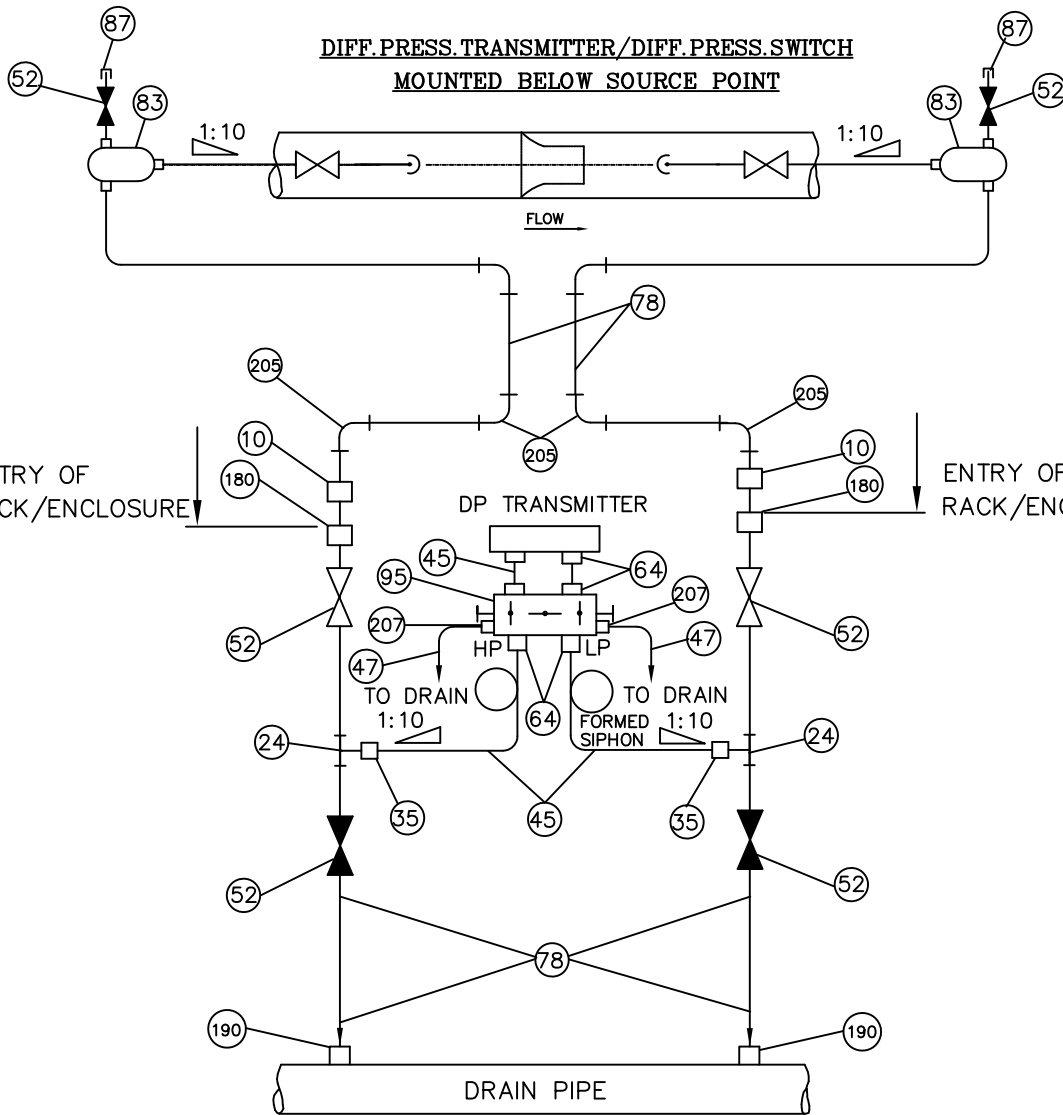 87
87
DIFF.PRESS.TRANSMITTER/DIFF.PRESS.SWITCH
MOUNTED BELOW SOURCE POINT
52
52
83
83
1:10
1:10
FLOW
78
205
205
10
205
10
TRY OF
CK/ENCLOSURE
180
180
ENTRY OF
RACK/ENC
DP TRANSMITTER
45
64
95
207
207
52
52
47
HP
LP
47
TO DRAIN
TO DRAIN
1:10
64
FORMED
SIPHON
1:10
24
24
35
45
35
52
52
78
190
190
DRAIN PIPE